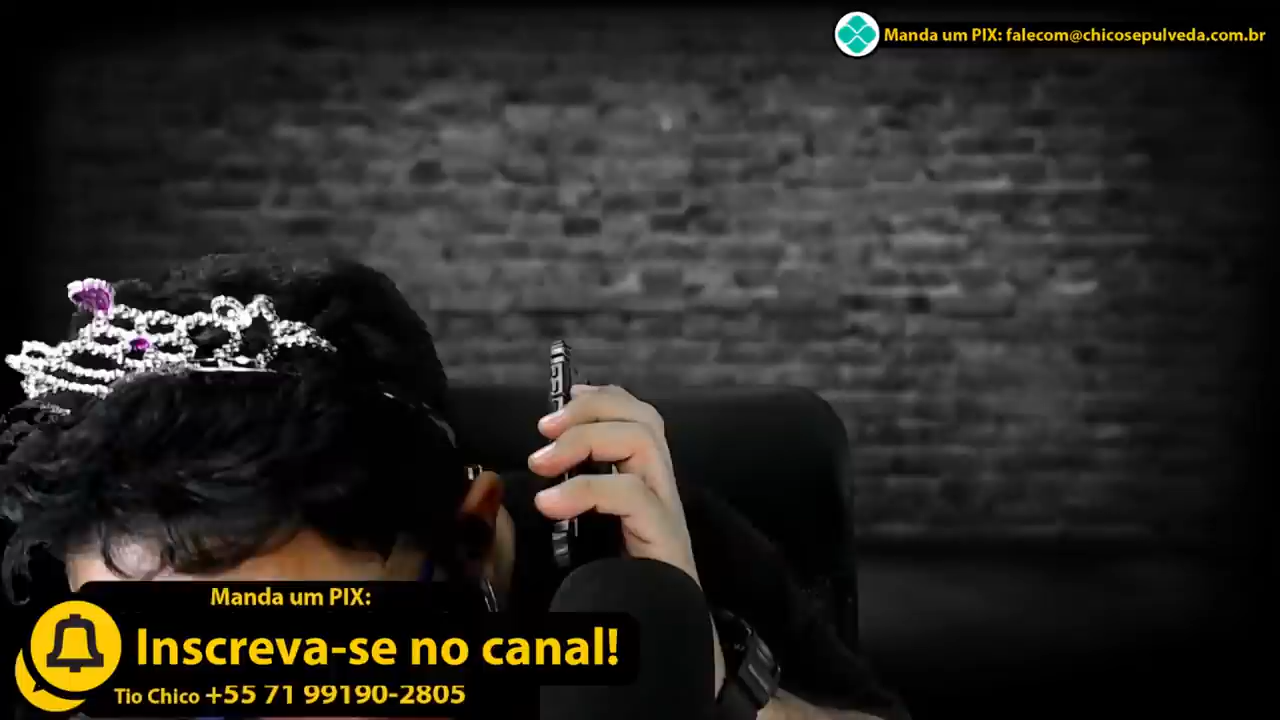 Manda um PIX: falecom@chicosepulveda.com.br
Manda um PIX:
Inscreva-se no canal!
Tio Chico +55 71 99190-2805